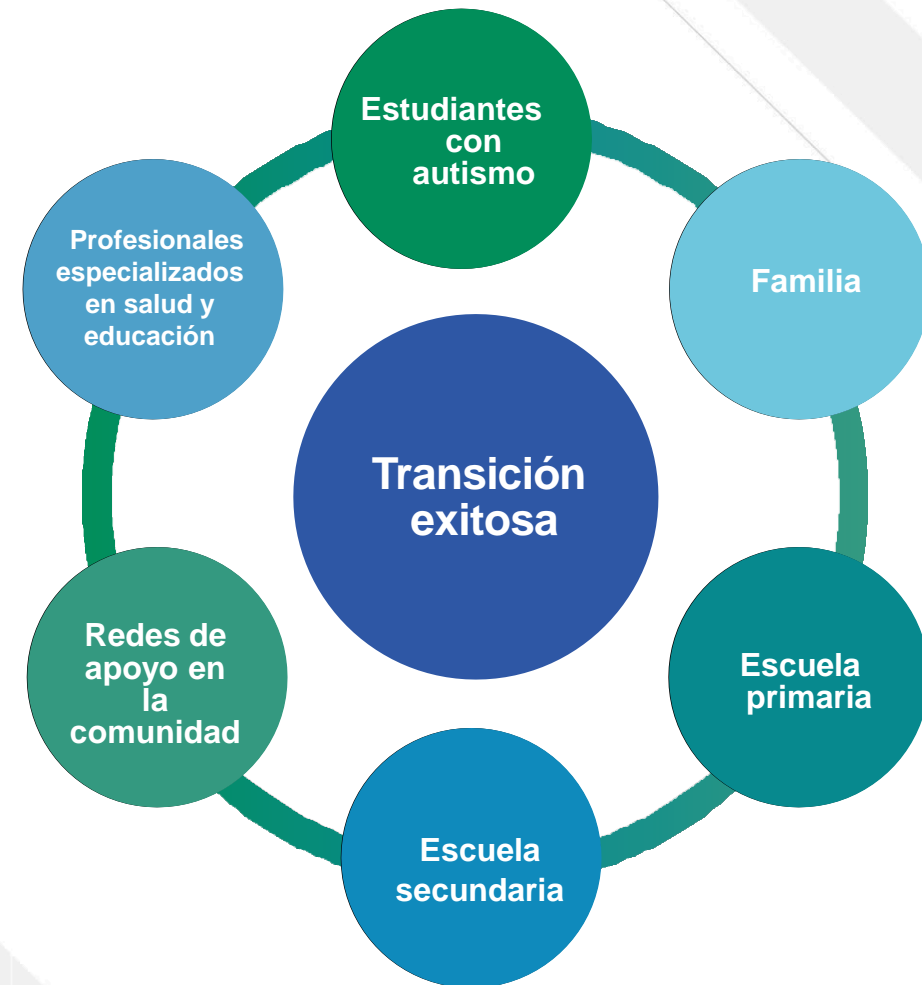 Estudiantes
con
autismo
Familia
Escuela
primaria
Escuela
secundaria
Redes de
apoyo en
la
comunidad
Profesionales
especializados
en salud y
educación
Transición
exitosa